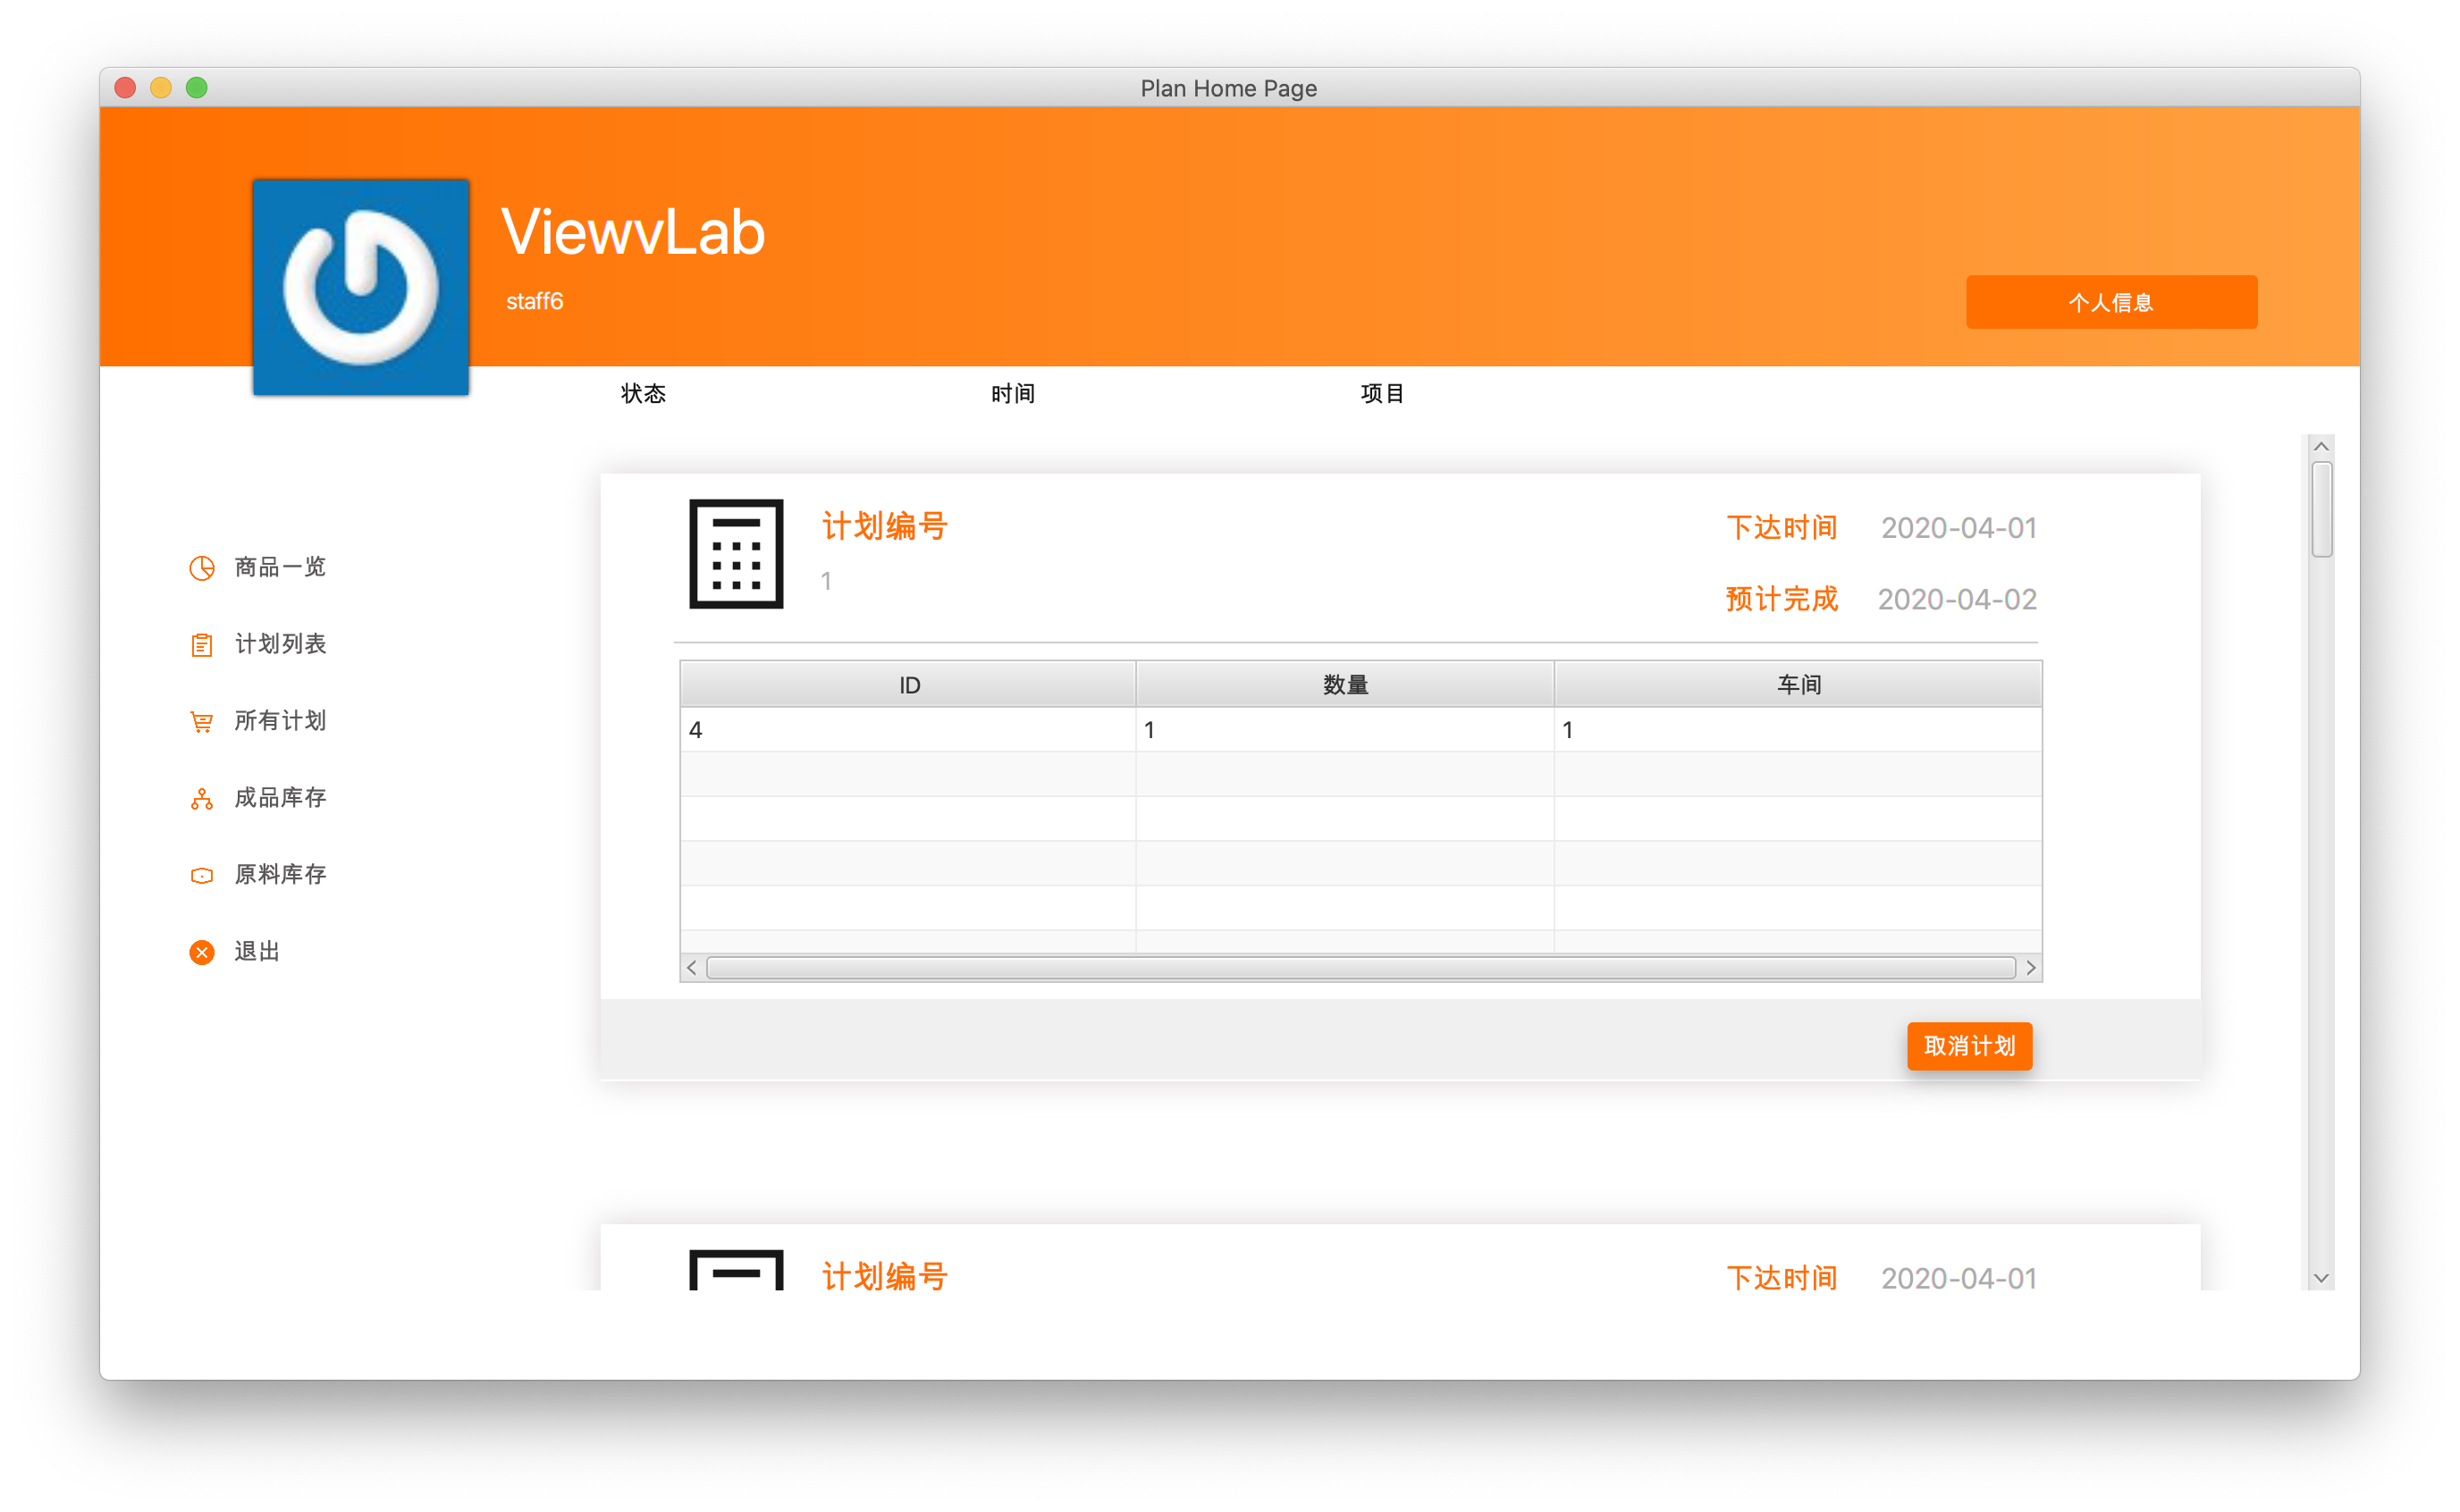 Plan Home Page
ViewvLab
staff6
个人信息
状态 时间 项目
商品一览
计划列表
所有计划
成品库存
原料库存
退出
计划编号 下达时间 2020-04-01
1
预计完成 2020-04-02
ID 数量 车间
4 1 1
取消计划
计划编号 下达时间 2020-04-01